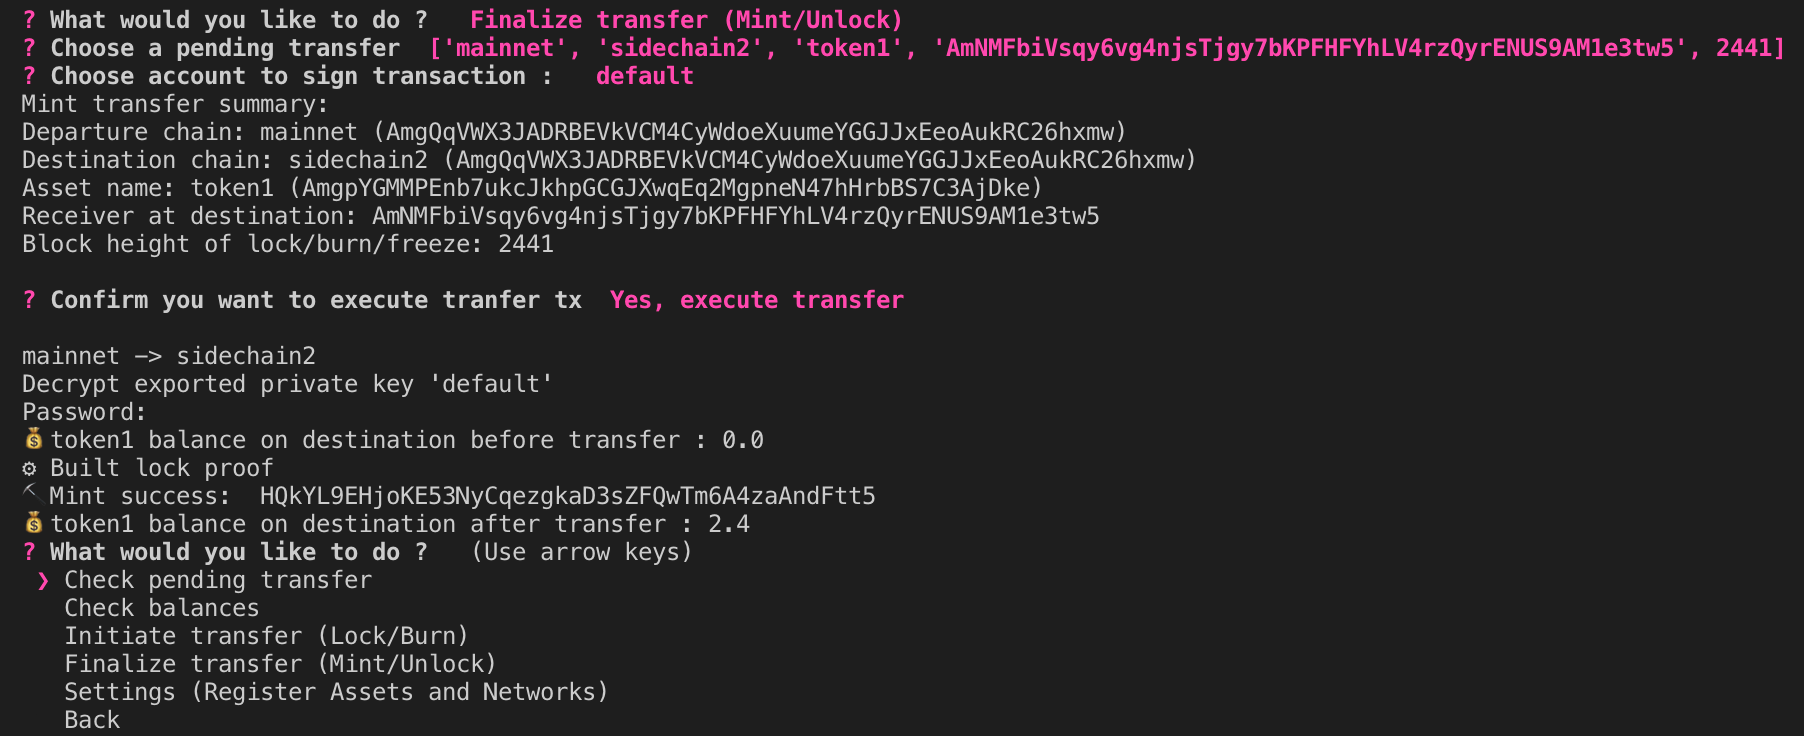 ? What would you like to do ?   Finalize transfer (Mint/Unlock)
? Choose a pending transfer  ['mainnet', 'sidechain2', 'token1', 'AmNMFbiVsqy6vg4njsTjgy7bKPFHFYhLV4rzQyrENUS9AM1e3tw5', 2441]
? Choose account to sign transaction :   default
Mint transfer summary:
Departure chain: mainnet (AmgQqVWX3JADRBEVkVCM4CyWdoeXuumeYGGJJxEeoAukRC26hxmw)
Destination chain: sidechain2 (AmgQqVWX3JADRBEVkVCM4CyWdoeXuumeYGGJJxEeoAukRC26hxmw)
Asset name: token1 (AmgpYGMMPEnb7ukcJkhpGCGJXwqEq2MgpneN47hHrbBS7C3AjDke)
Receiver at destination: AmNMFbiVsqy6vg4njsTjgy7bKPFHFYhLV4rzQyrENUS9AM1e3tw5
Block height of lock/burn/freeze: 2441
? Confirm you want to execute tranfer tx  Yes, execute transfer
mainnet -> sidechain2
Decrypt exported private key 'default'
Password:
💰token1 balance on destination before transfer : 0.0
⚙ Built lock proof
⛏Mint success:  HQkYL9EHjoKE53NyCqezgkaD3sZFQwTm6A4zaAndFtt5
💰token1 balance on destination after transfer : 2.4
? What would you like to do ?   (Use arrow keys)
❯ Check pending transfer
Check balances
Initiate transfer (Lock/Burn)
Finalize transfer (Mint/Unlock)
Settings (Register Assets and Networks)
Back